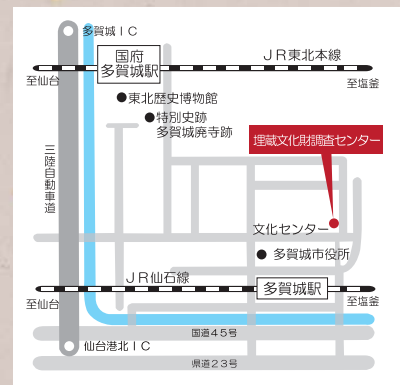 多賀城IC
国府
多賀城駅
JR東北本線
至仙台
至塩釜
東北歴史博物館
特別史跡
多賀城廃寺跡
埋蔵文化財調査センター
三陸自動車道
文化センター
多賀城市役所
JR仙石線
多賀城駅
至仙台
至塩釜
国道45号
仙台港北IC
県道23号